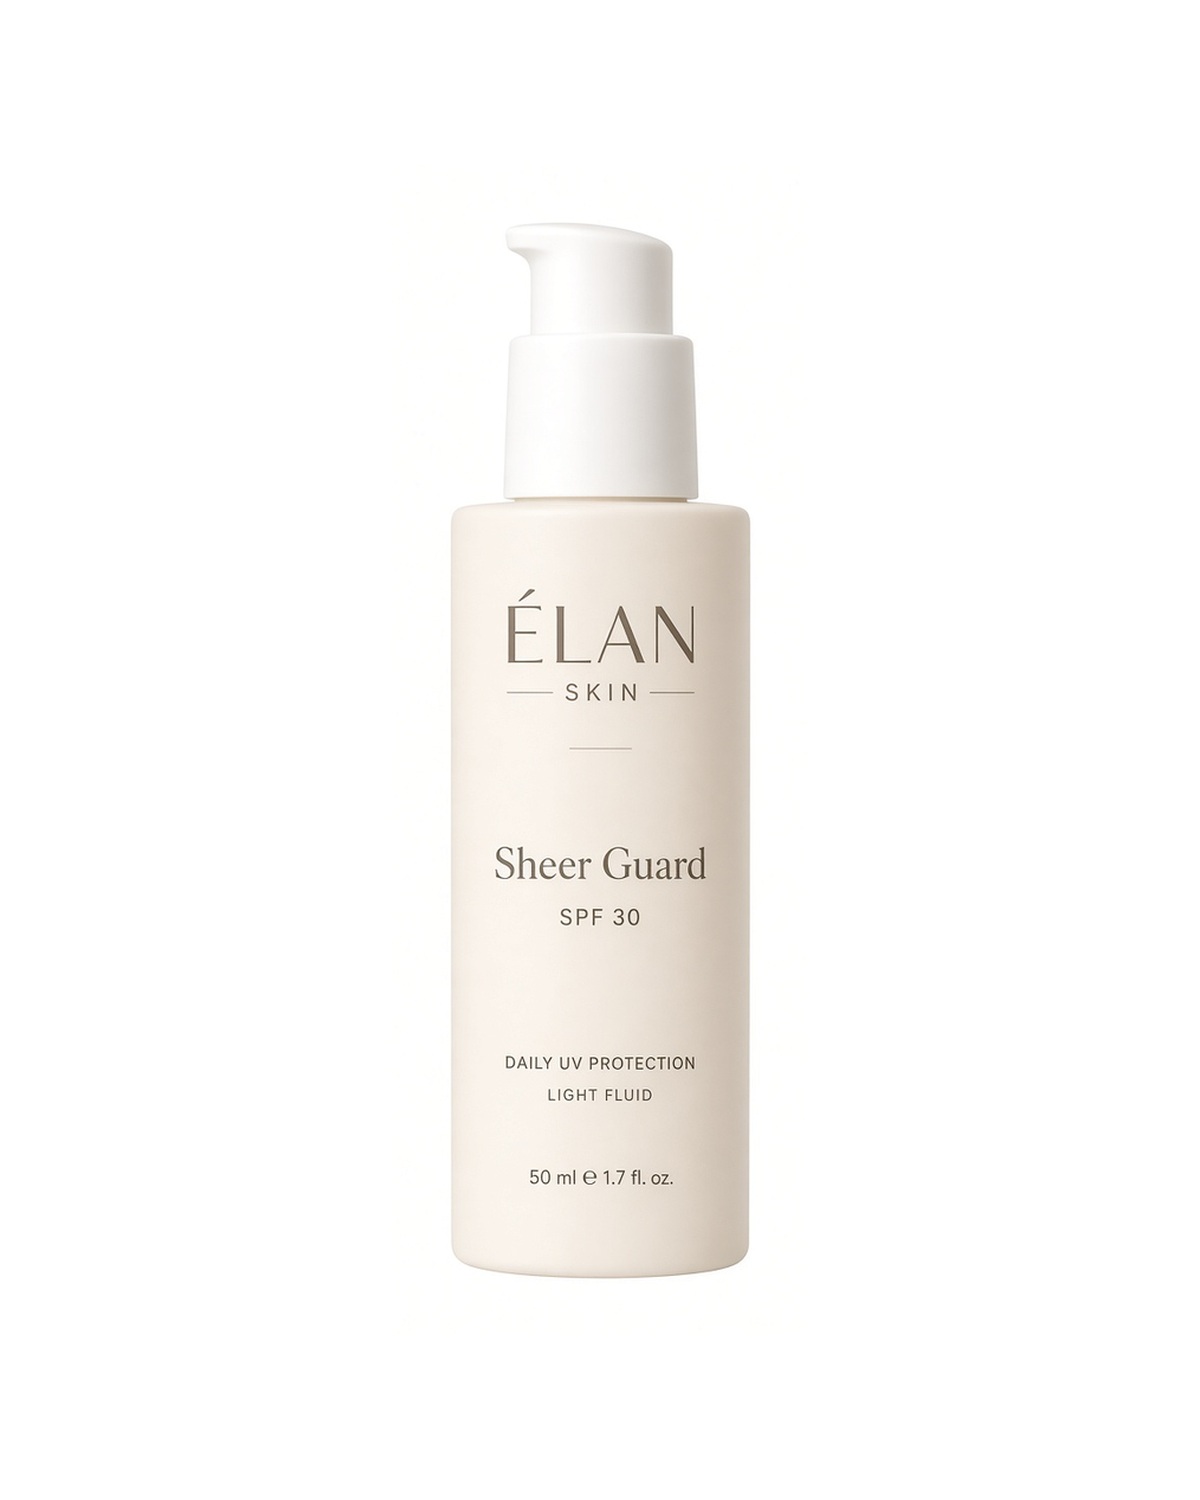 ÉLAN
SKIN
Sheer Guard
SPF 30
DAILY UV PROTECTION
LIGHT FLUID
50 ml ℮ 1.7 fl. oz.